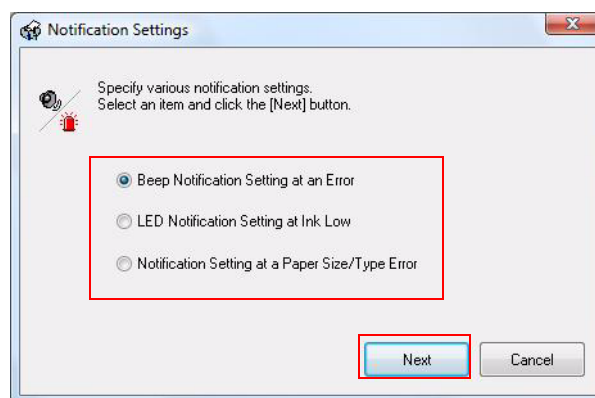 Notification Settings
Specify various notification settings.
Select an item and click the [Next] button.
Beep Notification Setting at an Error
LED Notification Setting at Ink Low
Notification Setting at a Paper Size/Type Error
Next Cancel